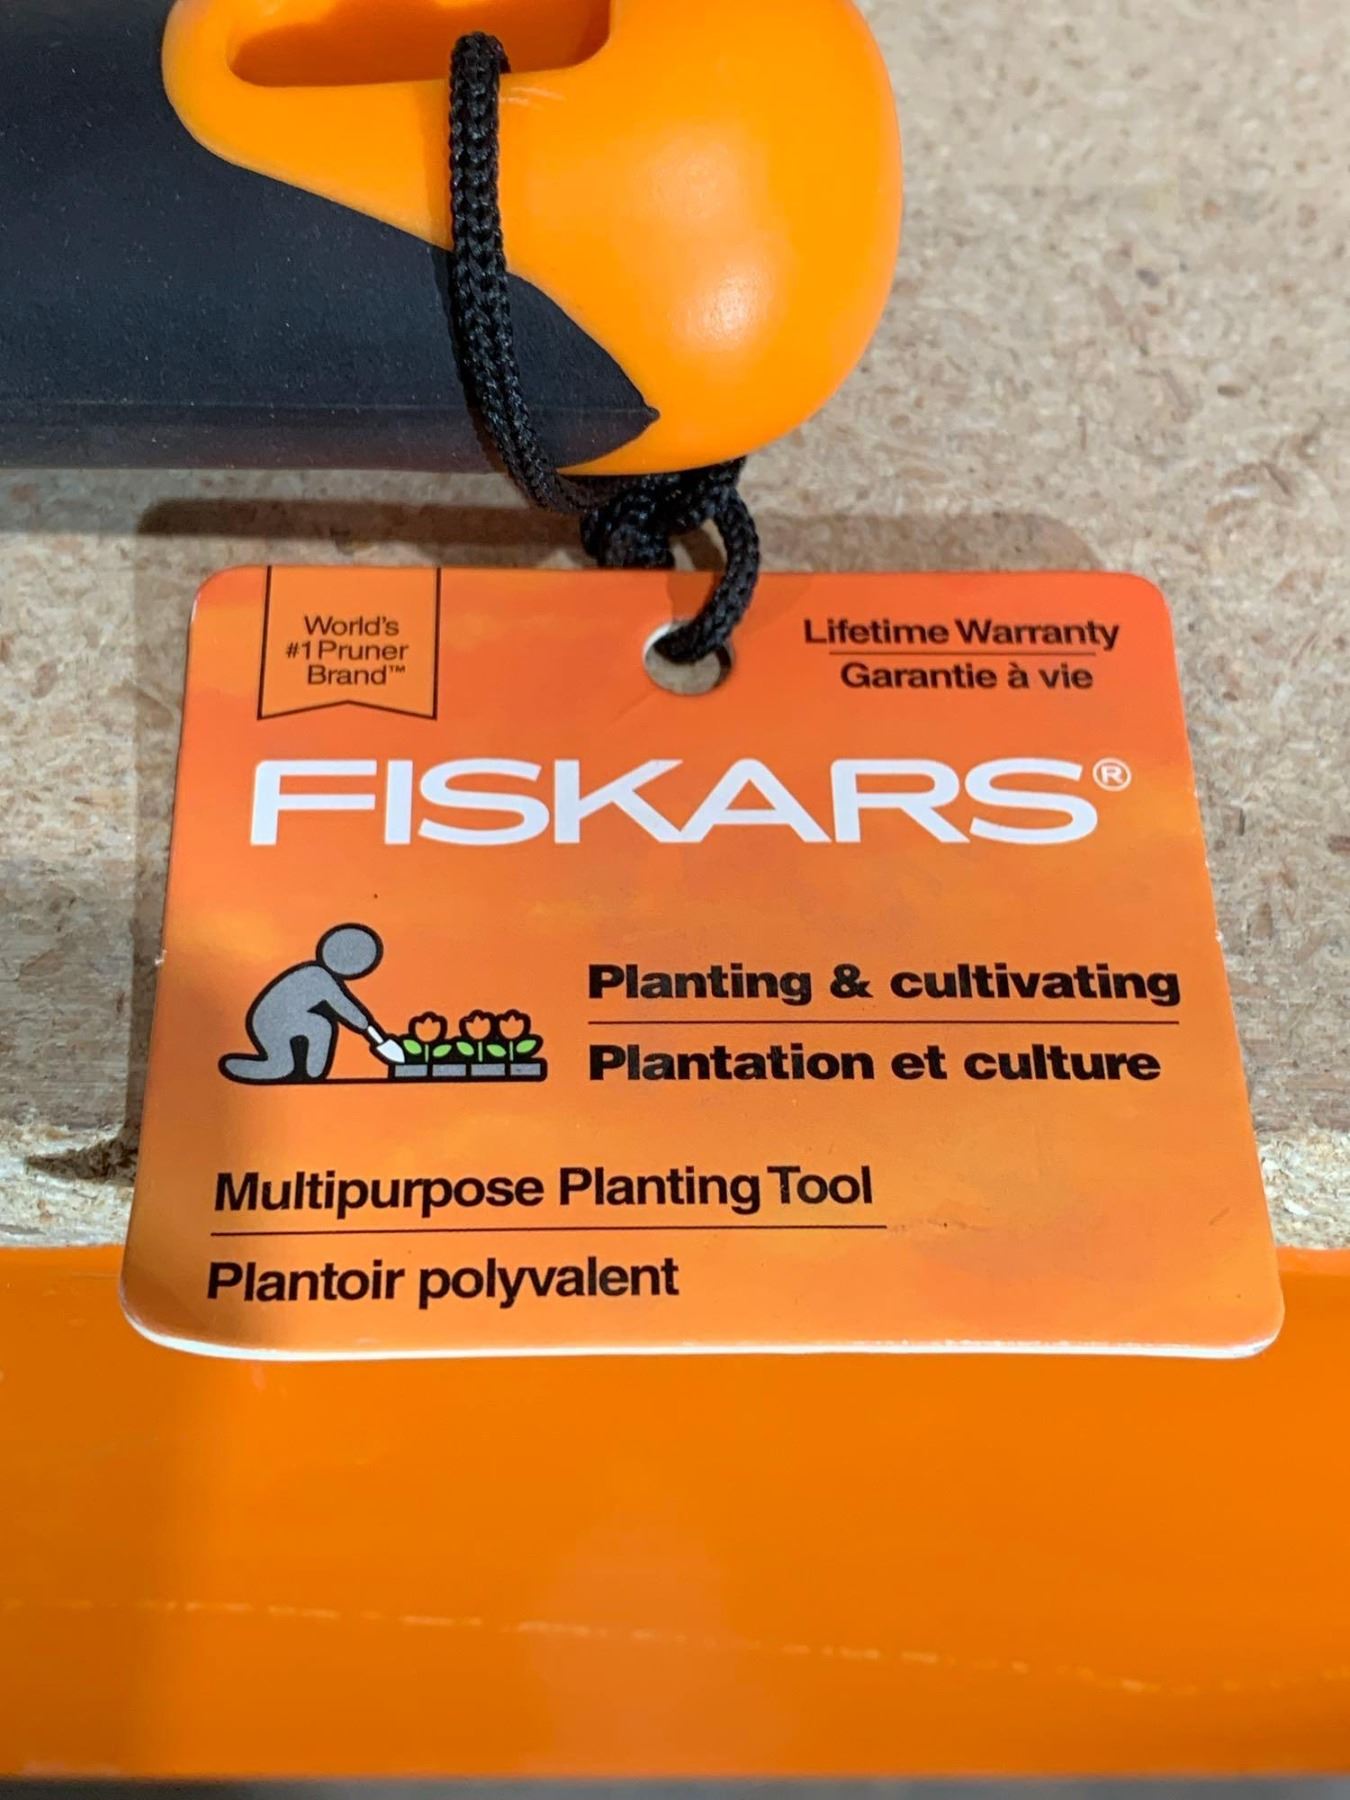 World's
#1 Pruner
Brand™
Lifetime Warranty
Garantie à vie
FISKARS®
Planting & cultivating
Plantation et culture
Multipurpose Planting Tool
Plantoir polyvalent